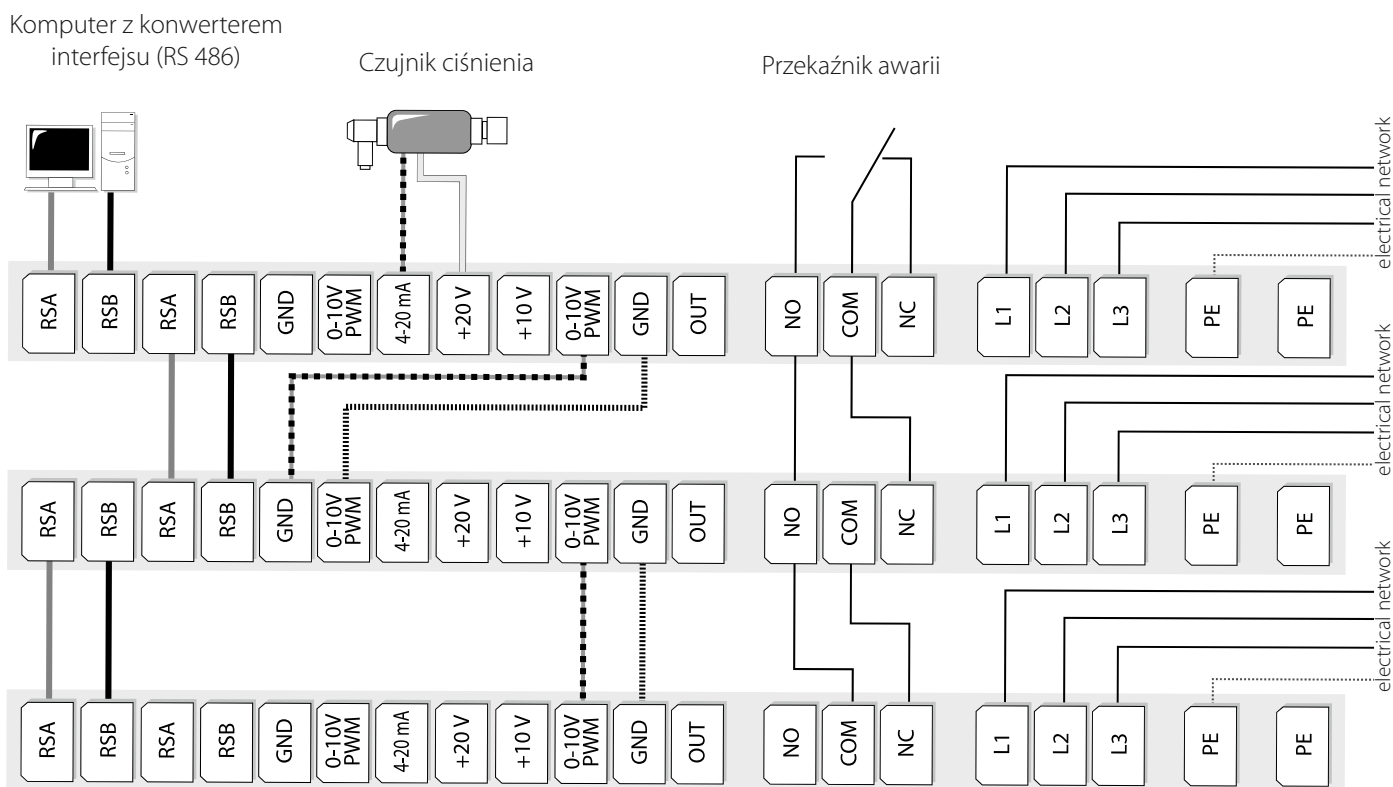 Komputer z konwerterem
interfejsu (RS 486)
Czujnik ciśnienia
Przekaźnik awarii
electrical network
RSA
RSB
RSA
RSB
GND
0-10V
PWM
4-20 mA
+20 V
+10 V
0-10V
PWM
GND
OUT
NO
COM
NC
L1
L2
L3
PE
PE
electrical network
RSA
RSB
RSA
RSB
GND
0-10V
PWM
4-20 mA
+20 V
+10 V
0-10V
PWM
GND
OUT
NO
COM
NC
L1
L2
L3
PE
PE
electrical network
RSA
RSB
RSA
RSB
GND
0-10V
PWM
4-20 mA
+20 V
+10 V
0-10V
PWM
GND
OUT
NO
COM
NC
L1
L2
L3
PE
PE